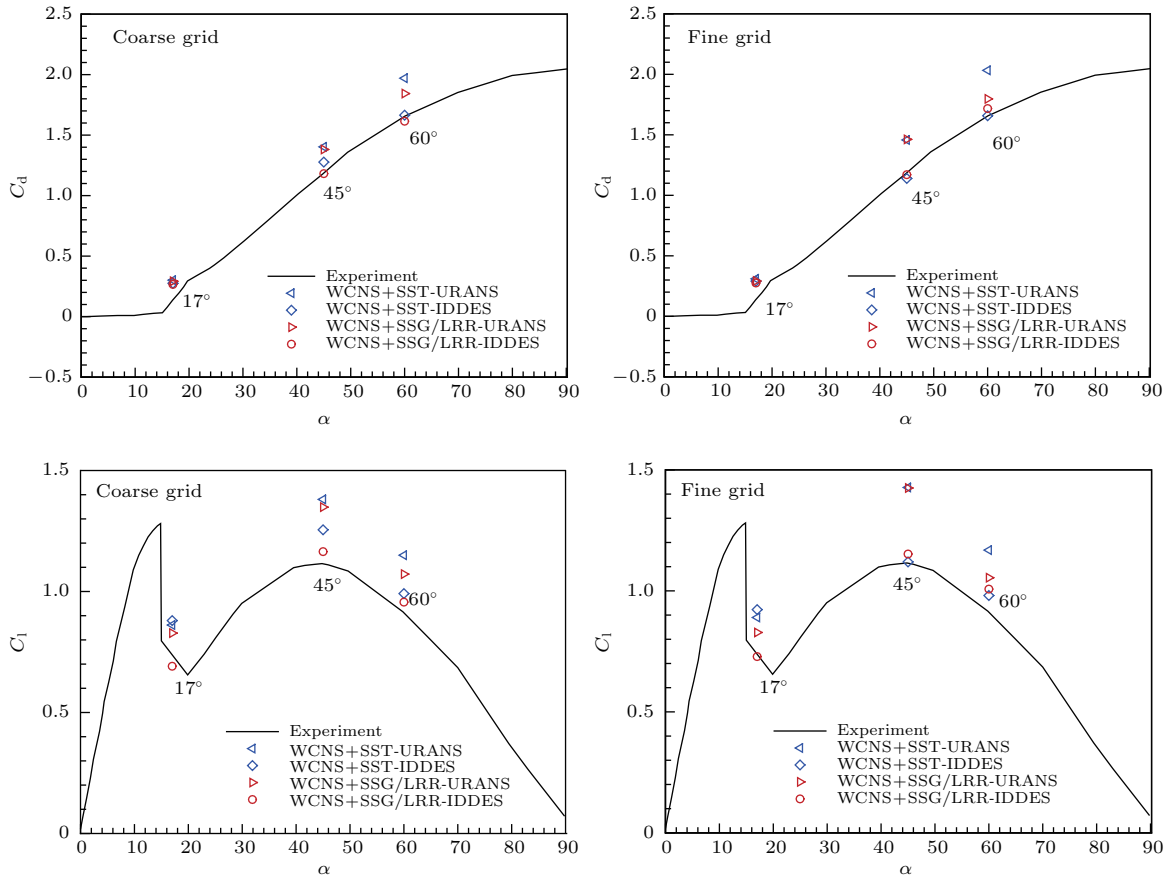 Coarse grid
2.5
2.0
1.5
1.0
0.5
0
−0.5
C_d
60°
45°
17°
Experiment
WCNS+SST-URANS
WCNS+SST-IDDES
WCNS+SSG/LRR-URANS
WCNS+SSG/LRR-IDDES
0 10 20 30 40 50 60 70 80 90
α
Fine grid
2.5
2.0
1.5
1.0
0.5
0
−0.5
C_d
60°
45°
17°
Experiment
WCNS+SST-URANS
WCNS+SST-IDDES
WCNS+SSG/LRR-URANS
WCNS+SSG/LRR-IDDES
0 10 20 30 40 50 60 70 80 90
α
Coarse grid
1.5
1.0
0.5
0
C_l
45°
60°
17°
Experiment
WCNS+SST-URANS
WCNS+SST-IDDES
WCNS+SSG/LRR-URANS
WCNS+SSG/LRR-IDDES
0 10 20 30 40 50 60 70 80 90
α
Fine grid
1.5
1.0
0.5
0
C_l
45°
60°
17°
Experiment
WCNS+SST-URANS
WCNS+SST-IDDES
WCNS+SSG/LRR-URANS
WCNS+SSG/LRR-IDDES
0 10 20 30 40 50 60 70 80 90
α